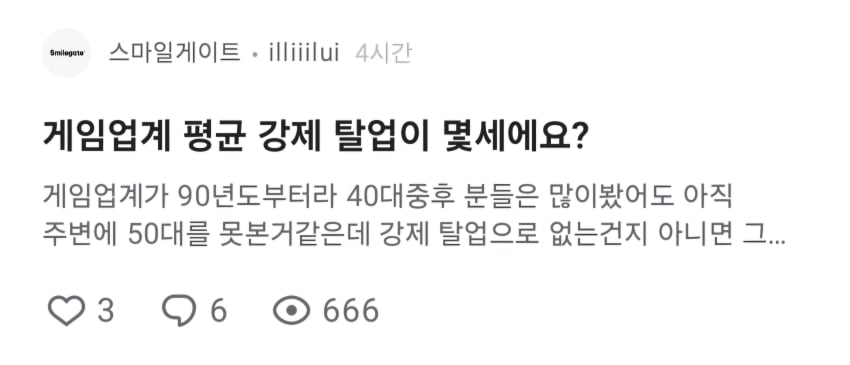 Smilegate
스마일게이트 • illiiilui 4시간
게임업계 평균 강제 탈업이 몇세에요?
게임업계가 90년도부터라 40대중후 분들은 많이봤어도 아직
주변에 50대를 못본거같은데 강제 탈업으로 없는건지 아니면 그...
3 6 666